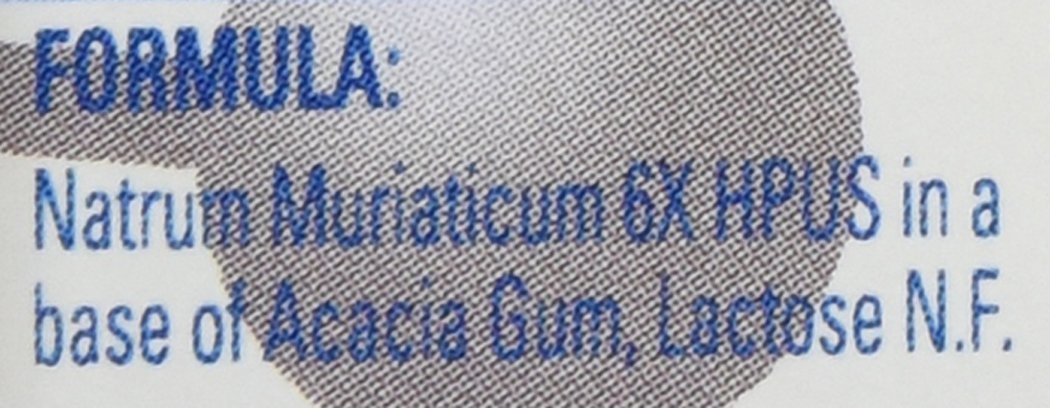 FORMULA:
Natrum Muriaticum 6X HPUS in a
base of Acacia Gum, Lactose N.F.